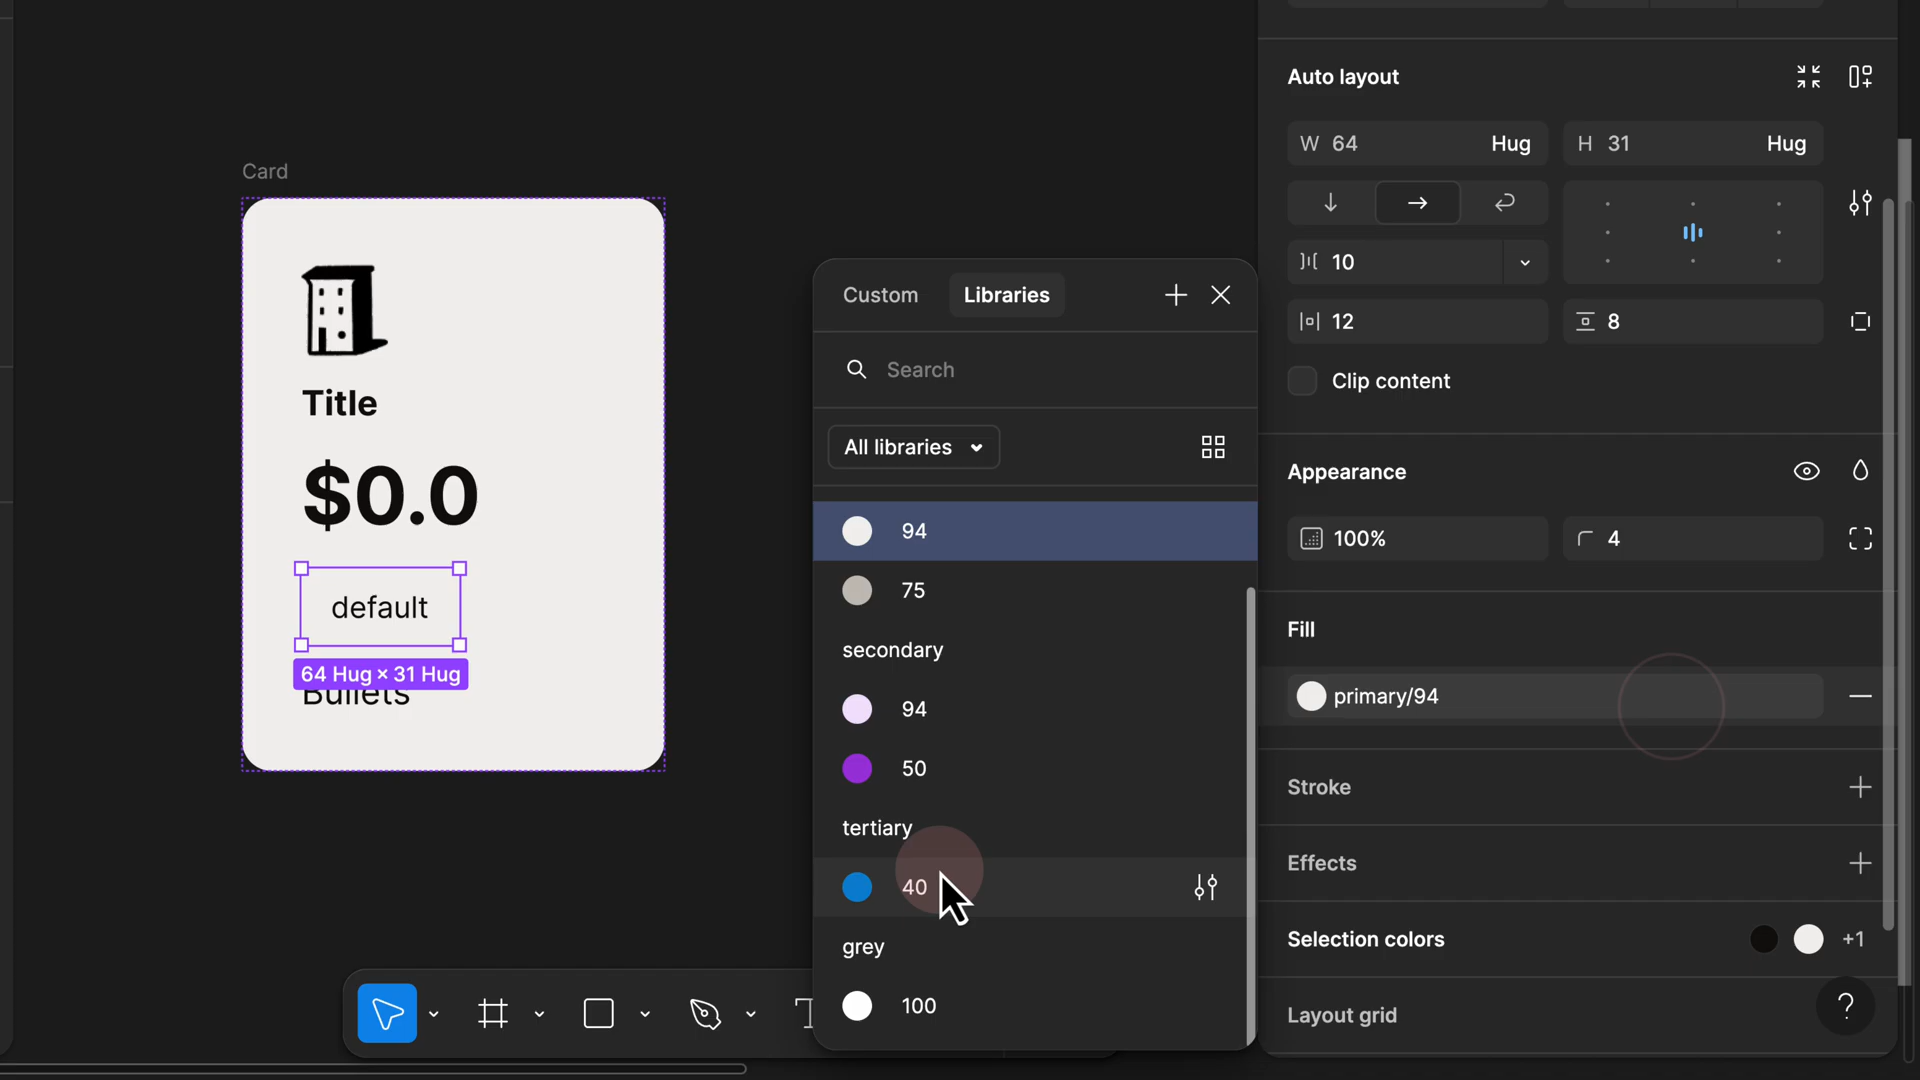 Card
Title
$0.0
default
64 Hug × 31 Hug
Bullets
Custom
Libraries
Search
All libraries
94
75
secondary
94
50
tertiary
40
grey
100
Auto layout
W 64 Hug
H 31 Hug
10
12
8
Clip content
Appearance
100%
4
Fill
primary/94
Stroke
Effects
Selection colors
+1
Layout grid
?